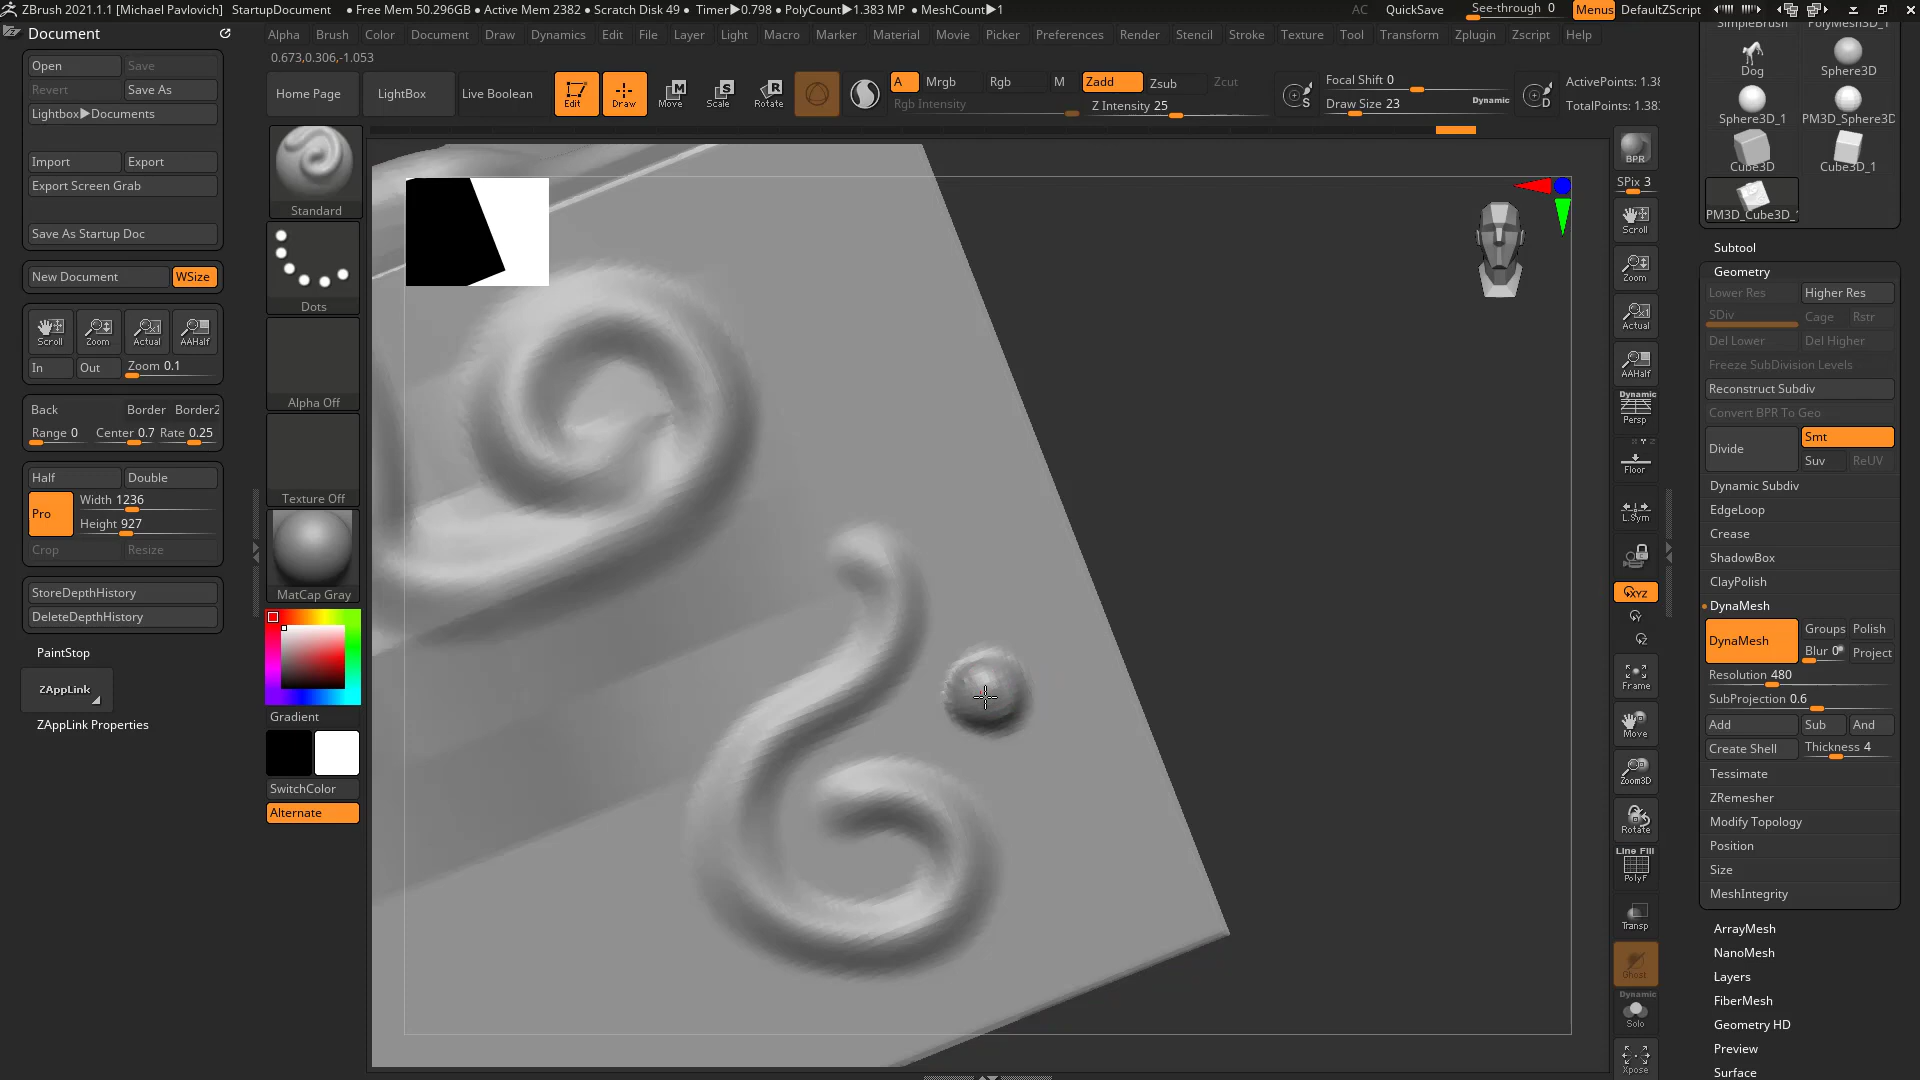 ZBrush 2021.1.1 [Michael Pavlovich] StartupDocument • Free Mem 50.296GB • Active Mem 2382 • Scratch Disk 49 • Timer▶0.798 • PolyCount▶1.383 MP • MeshCount▶1 AC QuickSave See-through 0 Menus DefaultZScript
Document
Alpha Brush Color Document Draw Dynamics Edit File Layer Light Macro Marker Material Movie Picker Preferences Render Stencil Stroke Texture Tool Transform Zplugin Zscript Help
0.673,0.306,-1.053
Open Save
Revert Save As
Lightbox▶Documents
Import Export
Export Screen Grab
Save As Startup Doc
New Document WSize
Scroll Zoom Actual AAHalf
In Out Zoom 0.1
Back Border Border2
Range 0 Center 0.7 Rate 0.25
Half Double
Pro Width 1236
Height 927
Crop Resize
StoreDepthHistory
DeleteDepthHistory
PaintStop
ZAppLink
ZAppLink Properties
Home Page LightBox Live Boolean
Edit Draw Move Scale Rotate
A Mrgb Rgb M Zadd Zsub Zcut
Rgb Intensity Z Intensity 25
S Focal Shift 0
Draw Size 23 Dynamic
D ActivePoints: 1.38
TotalPoints: 1.383
Standard
Dots
Alpha Off
Texture Off
MatCap Gray
Gradient
SwitchColor
Alternate
BPR
SPix 3
Scroll
Zoom
Actual
AAHalf
Dynamic
Persp
Floor
L.Sym
XYZ
Y
Z
Frame
Move
Zoom3D
Rotate
Line Fill
PolyF
Transp
Ghost
Dynamic
Solo
Xpose
SimpleBrush PolyMesh3D_1
Dog Sphere3D
Sphere3D_1 PM3D_Sphere3D
Cube3D Cube3D_1
PM3D_Cube3D_1
Subtool
Geometry
Lower Res Higher Res
SDiv Cage Rstr
Del Lower Del Higher
Freeze SubDivision Levels
Reconstruct Subdiv
Convert BPR To Geo
Divide Smt
Suv ReUV
Dynamic Subdiv
EdgeLoop
Crease
ShadowBox
ClayPolish
DynaMesh
DynaMesh Groups Polish
Blur 0 Project
Resolution 480
SubProjection 0.6
Add Sub And
Create Shell Thickness 4
Tessimate
ZRemesher
Modify Topology
Position
Size
MeshIntegrity
ArrayMesh
NanoMesh
Layers
FiberMesh
Geometry HD
Preview
Surface